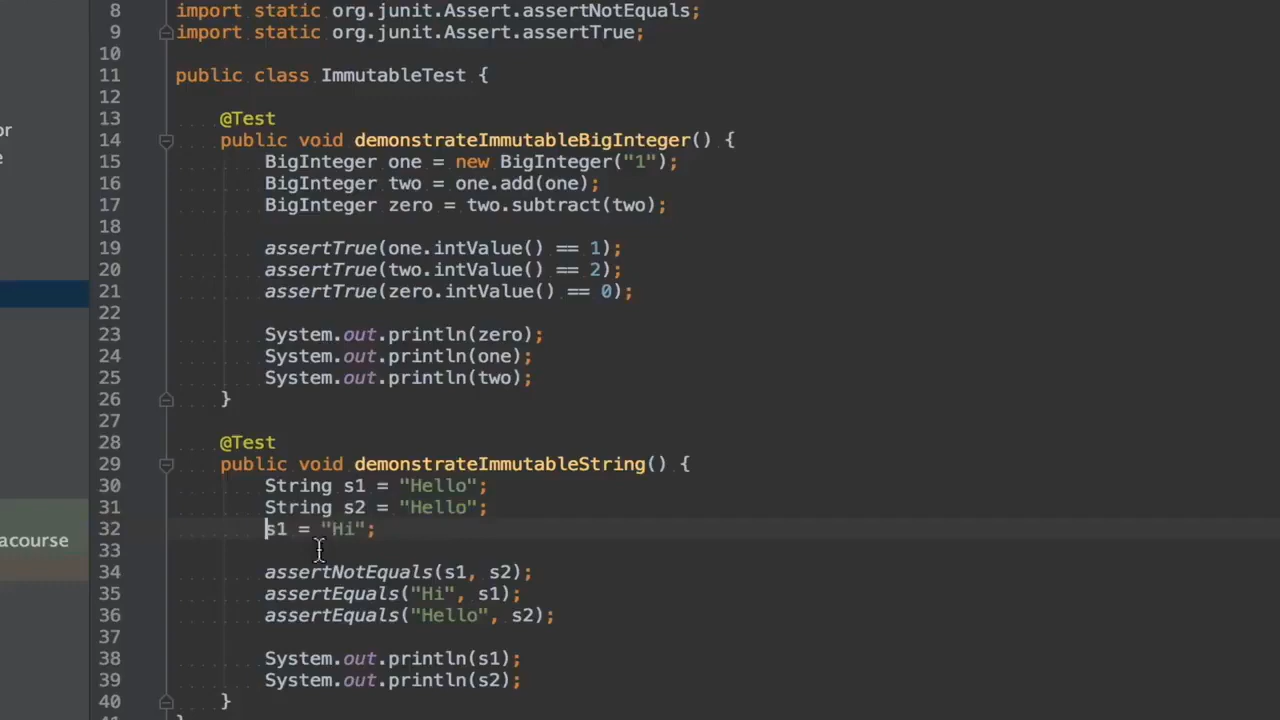 8 import static org.junit.Assert.assertNotEquals;
9 import static org.junit.Assert.assertTrue;
10
11 public class ImmutableTest {
12
13 @Test
or
14 public void demonstrateImmutableBigInteger() {
e
15 BigInteger one = new BigInteger("1");
16 BigInteger two = one.add(one);
17 BigInteger zero = two.subtract(two);
18
19 assertTrue(one.intValue() == 1);
20 assertTrue(two.intValue() == 2);
21 assertTrue(zero.intValue() == 0);
22
23 System.out.println(zero);
24 System.out.println(one);
25 System.out.println(two);
26 }
27
28 @Test
29 public void demonstrateImmutableString() {
30 String s1 = "Hello";
31 String s2 = "Hello";
32 s1 = "Hi";
acourse
33
34 assertNotEquals(s1, s2);
35 assertEquals("Hi", s1);
36 assertEquals("Hello", s2);
37
38 System.out.println(s1);
39 System.out.println(s2);
40 }
41 }